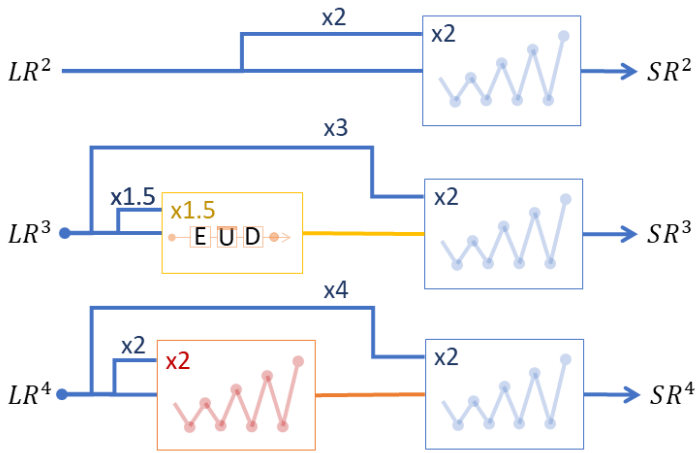 x2
x2
LR² SR²
x3
x1.5
x1.5 x2
LR³ E U D SR³
x4
x2
x2 x2
LR⁴ SR⁴